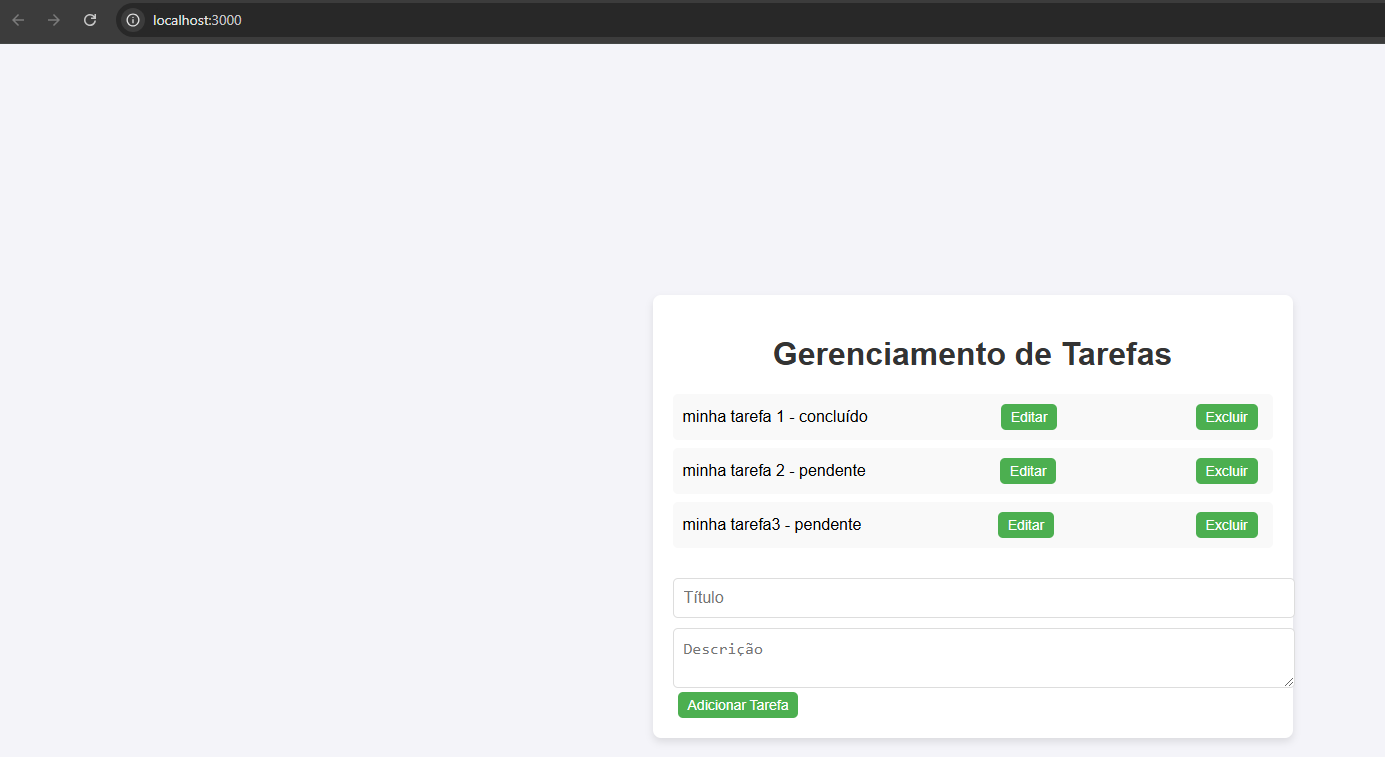 localhost:3000
Gerenciamento de Tarefas
minha tarefa 1 - concluído Editar Excluir
minha tarefa 2 - pendente Editar Excluir
minha tarefa3 - pendente Editar Excluir
Título
Descrição
Adicionar Tarefa